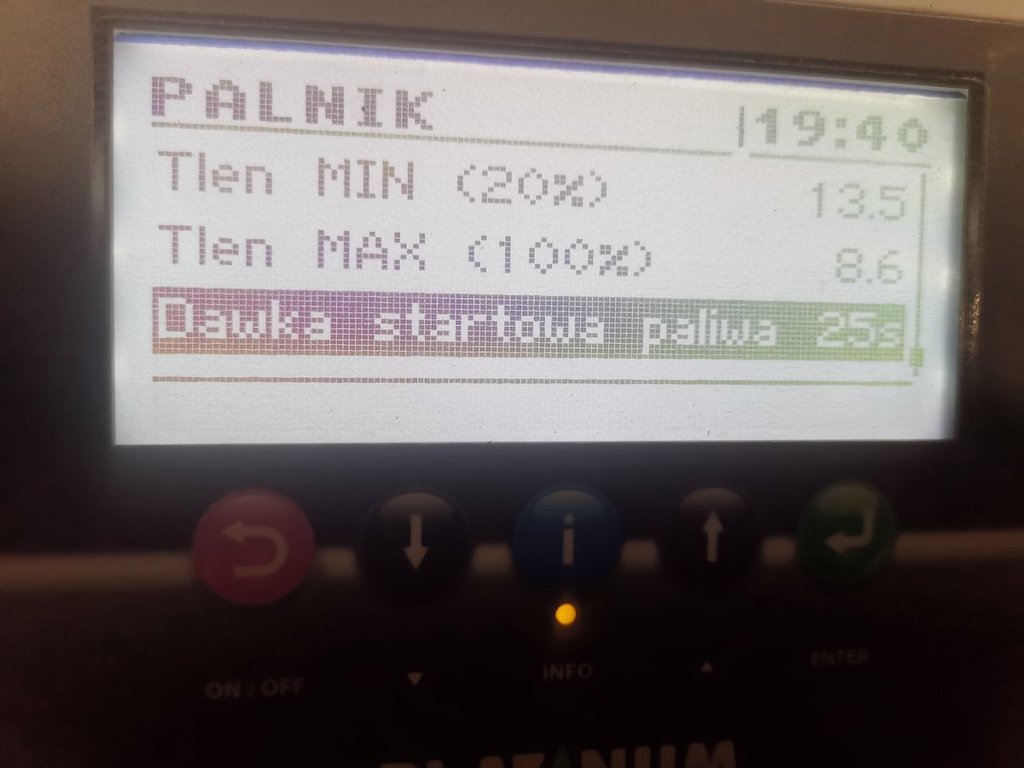 PALNIK 19:40
Tlen MIN (20%) 13.5
Tlen MAX (100%) 8.6
Dawka startowa paliwa 25s
i
ON / OFF INFO ENTER
PLATINUM